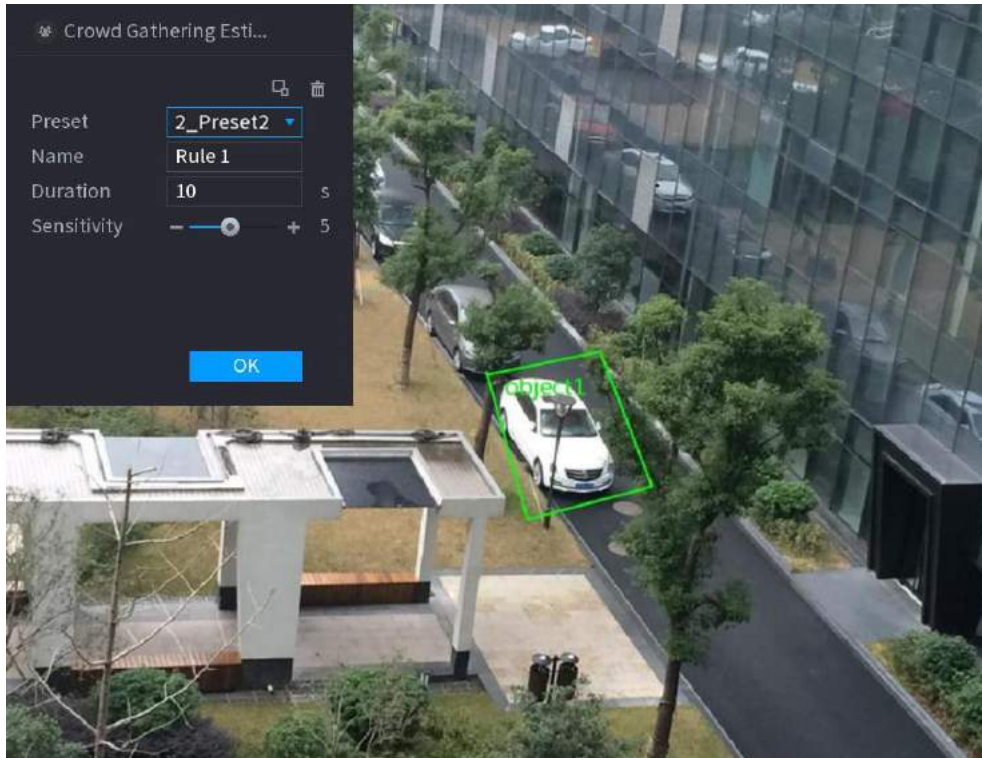 Crowd Gathering Esti...
Preset 2_Preset2
Name Rule 1
Duration 10 s
Sensitivity 5
OK
object1